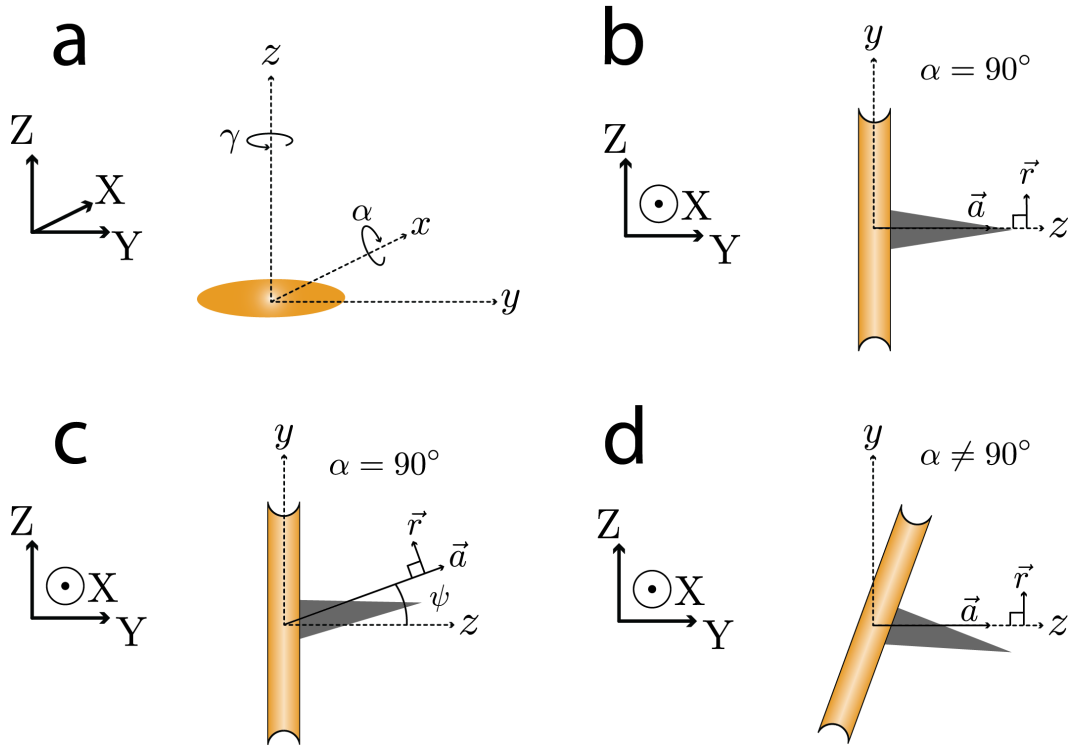 a
z
γ
Z
X
Y
α
x
y
b
y
α = 90°
Z
X
Y
a⃗
r⃗
z
c
y
α = 90°
Z
X
Y
r⃗
a⃗
ψ
z
d
y
α ≠ 90°
Z
X
Y
a⃗
r⃗
z